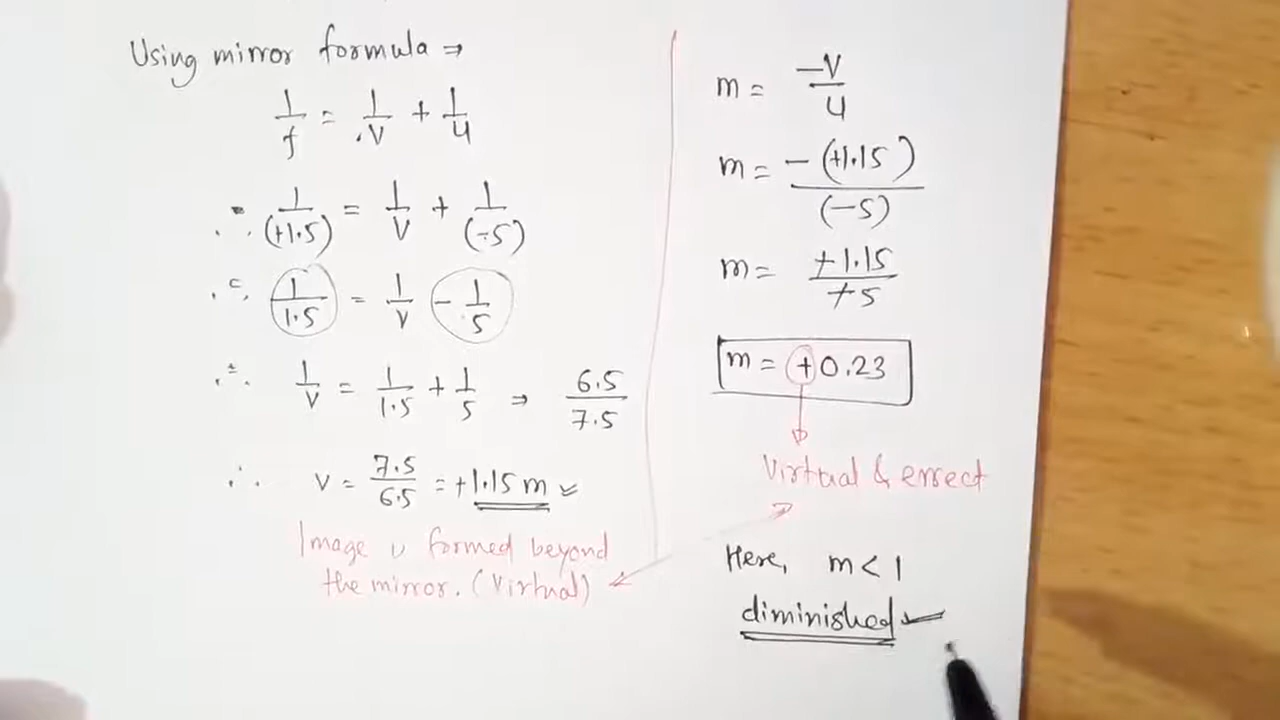 Using mirror formula ⇒
1/f = 1/v + 1/u
∴ 1/(+1.5) = 1/v + 1/(-5)
∴ 1/1.5 = 1/v - 1/5
∴ 1/v = 1/1.5 + 1/5 ⇒ 6.5/7.5
∴ v = 7.5/6.5 = +1.15 m
Image is formed beyond
the mirror. (Virtual)
m = -v/u
m = -(+1.15)/(-5)
m = +1.15/+5
m = +0.23
Virtual & errect
Here, m < 1
diminished